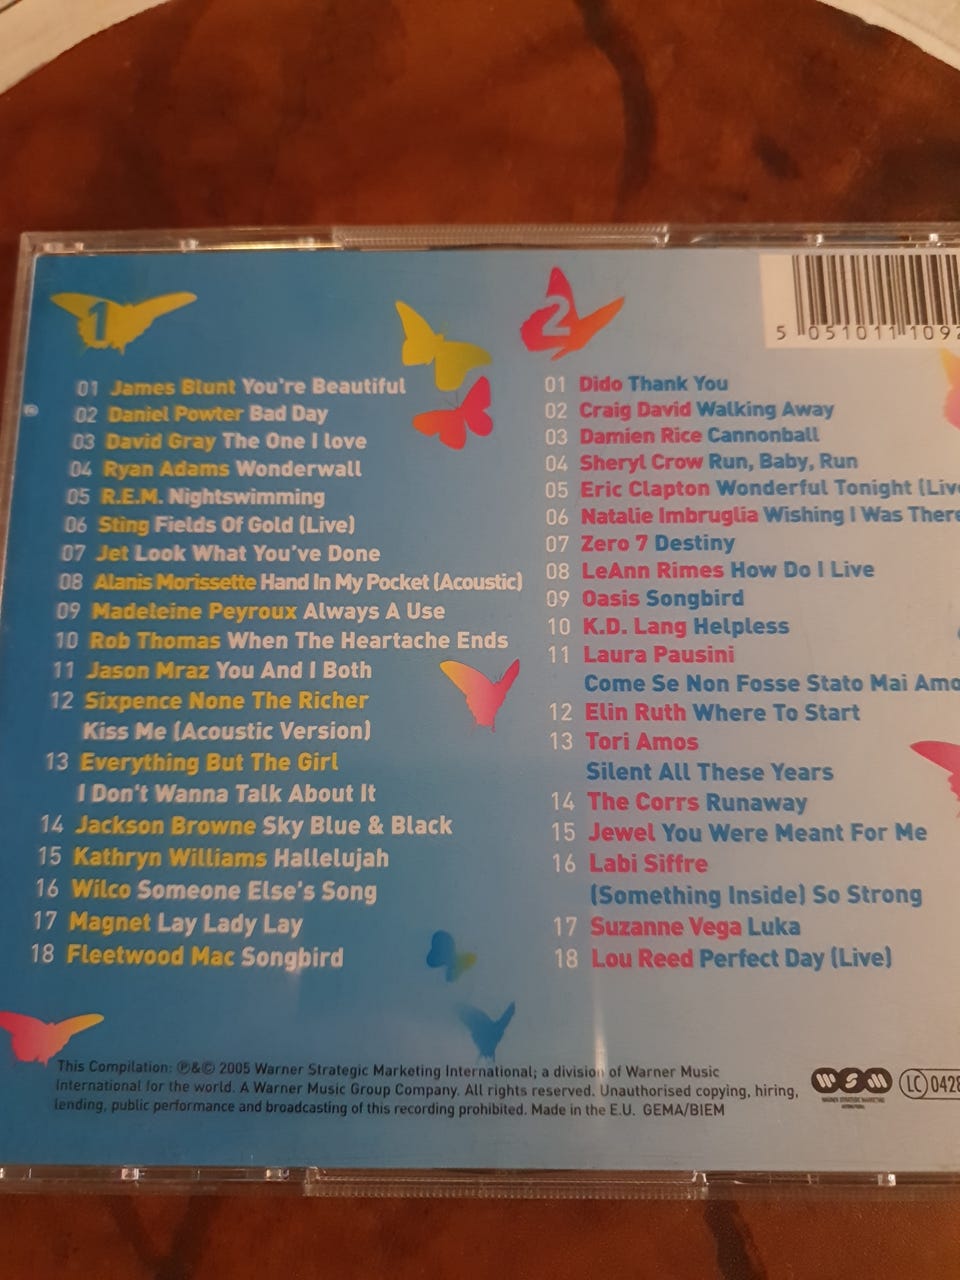 1
01 James Blunt You're Beautiful
02 Daniel Powter Bad Day
03 David Gray The One I love
04 Ryan Adams Wonderwall
05 R.E.M. Nightswimming
06 Sting Fields Of Gold (Live)
07 Jet Look What You've Done
08 Alanis Morissette Hand In My Pocket (Acoustic)
09 Madeleine Peyroux Always A Use
10 Rob Thomas When The Heartache Ends
11 Jason Mraz You And I Both
12 Sixpence None The Richer
Kiss Me (Acoustic Version)
13 Everything But The Girl
I Don't Wanna Talk About It
14 Jackson Browne Sky Blue & Black
15 Kathryn Williams Hallelujah
16 Wilco Someone Else's Song
17 Magnet Lay Lady Lay
18 Fleetwood Mac Songbird
2
5 051011 1092
01 Dido Thank You
02 Craig David Walking Away
03 Damien Rice Cannonball
04 Sheryl Crow Run, Baby, Run
05 Eric Clapton Wonderful Tonight (Live
06 Natalie Imbruglia Wishing I Was There
07 Zero 7 Destiny
08 LeAnn Rimes How Do I Live
09 Oasis Songbird
10 K.D. Lang Helpless
11 Laura Pausini
Come Se Non Fosse Stato Mai Amo
12 Elin Ruth Where To Start
13 Tori Amos
Silent All These Years
14 The Corrs Runaway
15 Jewel You Were Meant For Me
16 Labi Siffre
(Something Inside) So Strong
17 Suzanne Vega Luka
18 Lou Reed Perfect Day (Live)
This Compilation: ℗&© 2005 Warner Strategic Marketing International; a division of Warner Music
International for the world. A Warner Music Group Company. All rights reserved. Unauthorised copying, hiring,
lending, public performance and broadcasting of this recording prohibited. Made in the E.U. GEMA/BIEM
WSM
WARNER STRATEGIC MARKETING
INTERNATIONAL
LC 0428